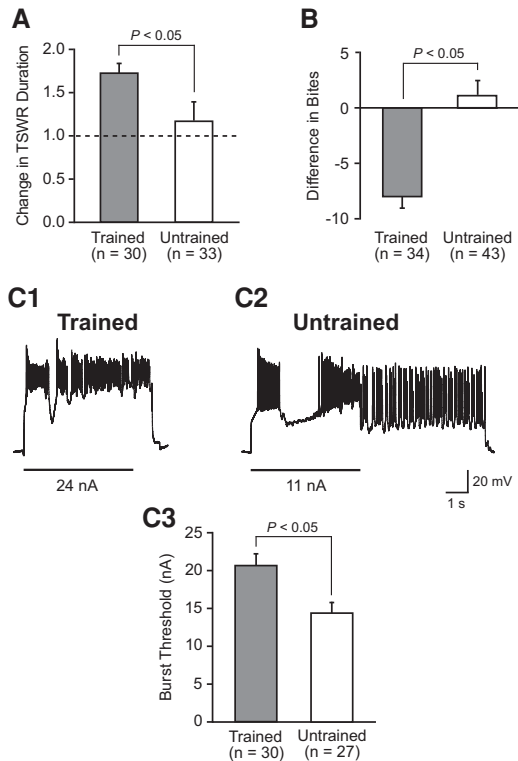 A
Change in TSWR Duration
2.0
1.5
1.0
0.5
0.0
P < 0.05
Trained
(n = 30)
Untrained
(n = 33)
B
Difference in Bites
5
0
-5
-10
P < 0.05
Trained
(n = 34)
Untrained
(n = 43)
C1
Trained
24 nA
C2
Untrained
11 nA
20 mV
1 s
C3
Burst Threshold (nA)
25
20
15
10
5
0
P < 0.05
Trained
(n = 30)
Untrained
(n = 27)